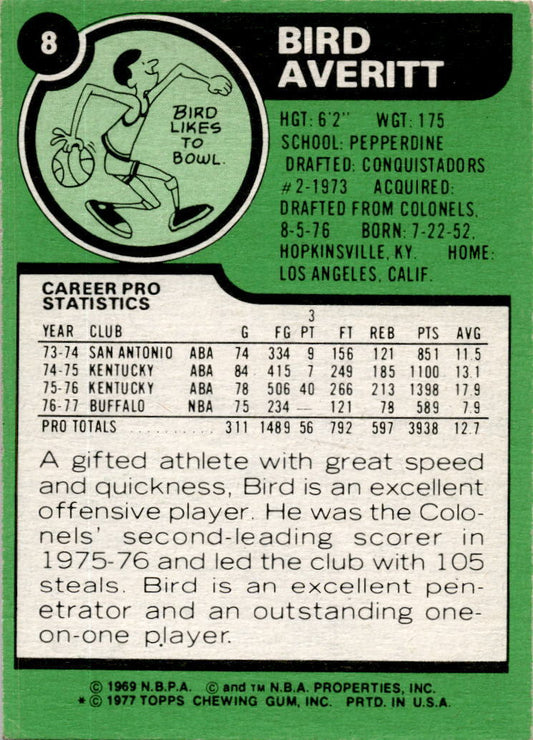 8
BIRD
AVERITT
BIRD
LIKES
TO
BOWL.
HGT: 6'2" WGT: 175
SCHOOL: PEPPERDINE
DRAFTED: CONQUISTADORS
#2-1973 ACQUIRED:
DRAFTED FROM COLONELS,
8-5-76 BORN: 7-22-52,
HOPKINSVILLE, KY. HOME:
LOS ANGELES, CALIF.
CAREER PRO
STATISTICS
3
YEAR CLUB G FG PT FT REB PTS AVG
73-74 SAN ANTONIO ABA 74 334 9 156 121 851 11.5
74-75 KENTUCKY ABA 84 415 7 249 185 1100 13.1
75-76 KENTUCKY ABA 78 506 40 266 213 1398 17.9
76-77 BUFFALO NBA 75 234 — 121 78 589 7.9
PRO TOTALS .......... 311 1489 56 792 597 3938 12.7
A gifted athlete with great speed
and quickness, Bird is an excellent
offensive player. He was the Colo-
nels' second-leading scorer in
1975-76 and led the club with 105
steals. Bird is an excellent pen-
etrator and an outstanding one-
on-one player.
© 1969 N.B.P.A. © and TM N.B.A. PROPERTIES, INC.
* © 1977 TOPPS CHEWING GUM, INC. PRTD. IN U.S.A.